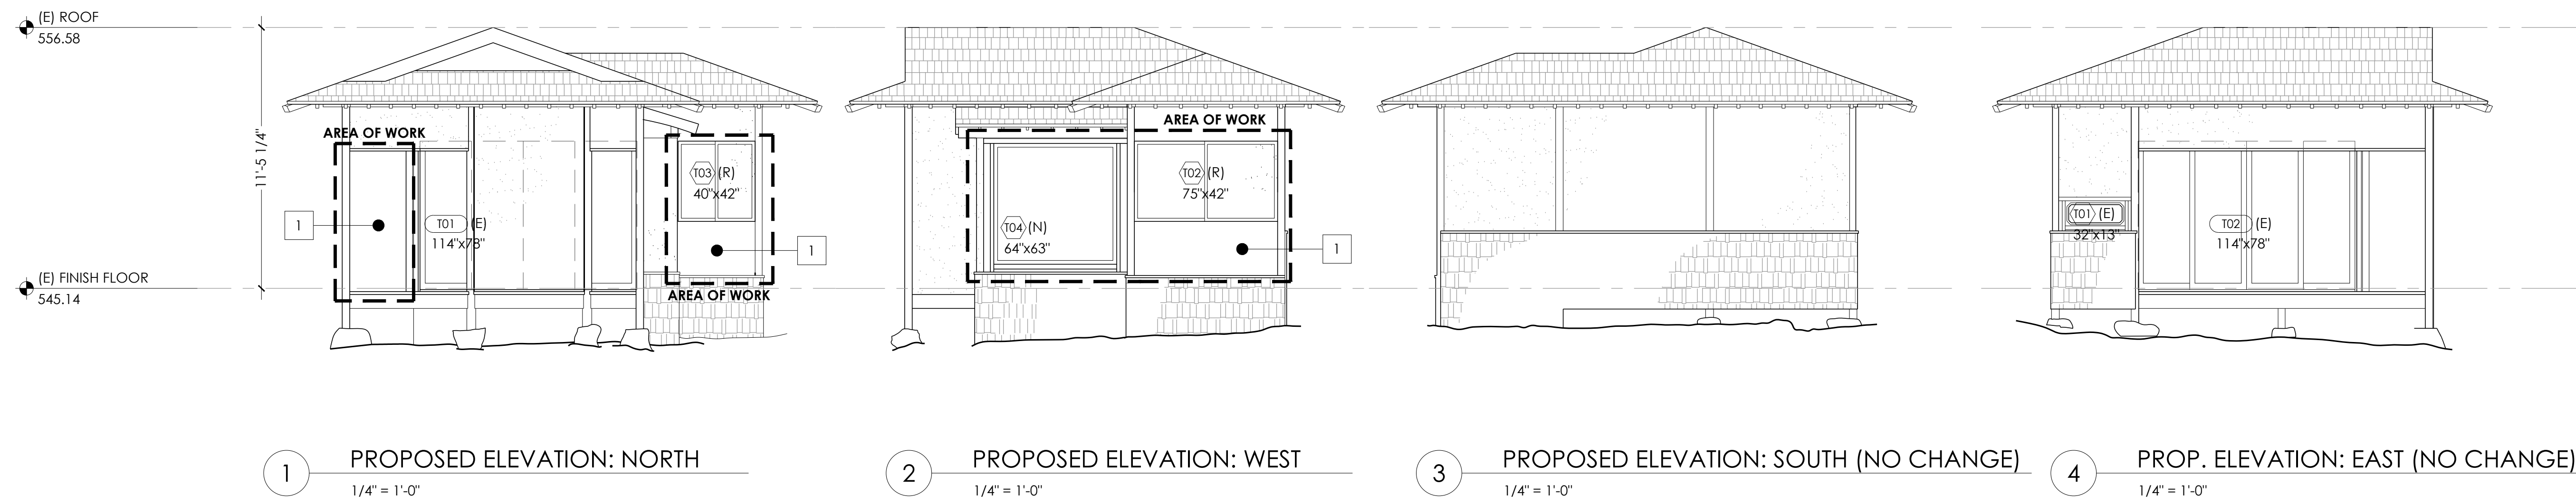 (E) ROOF
556.58
11'-5 1/4"
(E) FINISH FLOOR
545.14
AREA OF WORK
1
T01 (E)
114"x78"
T03 (R)
40"x42"
1
AREA OF WORK
1 PROPOSED ELEVATION: NORTH
1/4" = 1'-0"
AREA OF WORK
T02 (R)
75"x42"
T04 (N)
64"x63"
1
2 PROPOSED ELEVATION: WEST
1/4" = 1'-0"
3 PROPOSED ELEVATION: SOUTH (NO CHANGE)
1/4" = 1'-0"
T01 (E)
32"x13"
T02 (E)
114"x78"
4 PROP. ELEVATION: EAST (NO CHANGE)
1/4" = 1'-0"